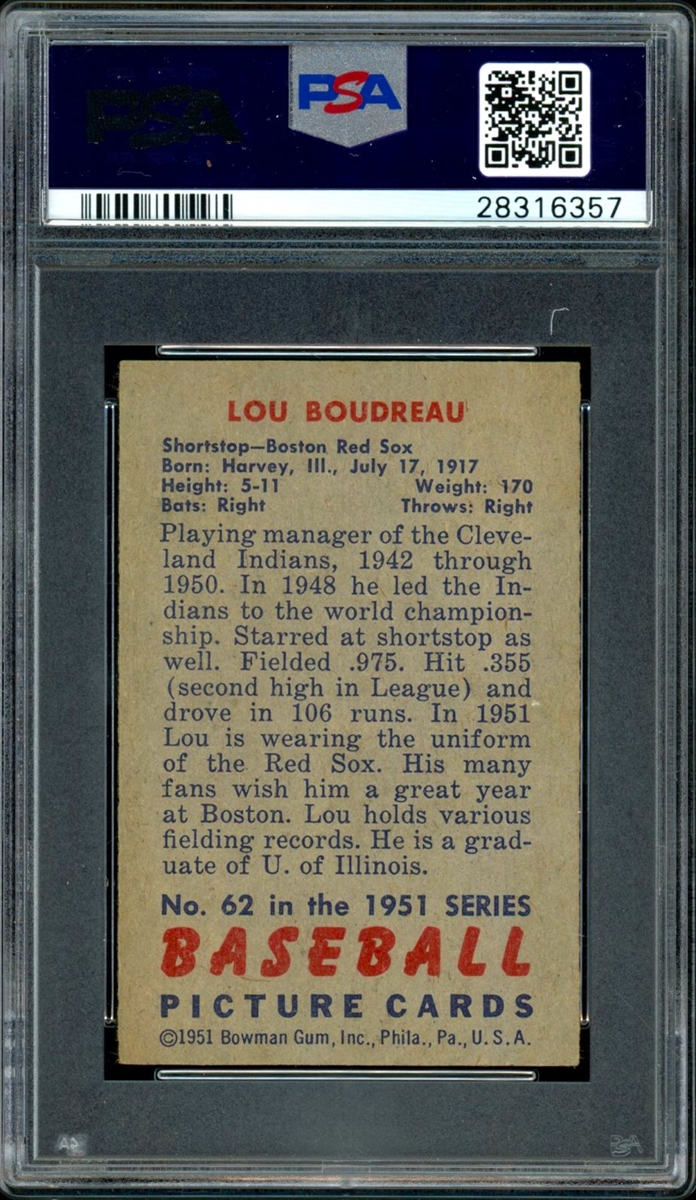 PSA
PSA
28316357
LOU BOUDREAU
Shortstop—Boston Red Sox
Born: Harvey, Ill., July 17, 1917
Height: 5-11 Weight: 170
Bats: Right Throws: Right
Playing manager of the Cleve-
land Indians, 1942 through
1950. In 1948 he led the In-
dians to the world champion-
ship. Starred at shortstop as
well. Fielded .975. Hit .355
(second high in League) and
drove in 106 runs. In 1951
Lou is wearing the uniform
of the Red Sox. His many
fans wish him a great year
at Boston. Lou holds various
fielding records. He is a grad-
uate of U. of Illinois.
No. 62 in the 1951 SERIES
BASEBALL
PICTURE CARDS
©1951 Bowman Gum, Inc., Phila., Pa., U.S.A.
PSA